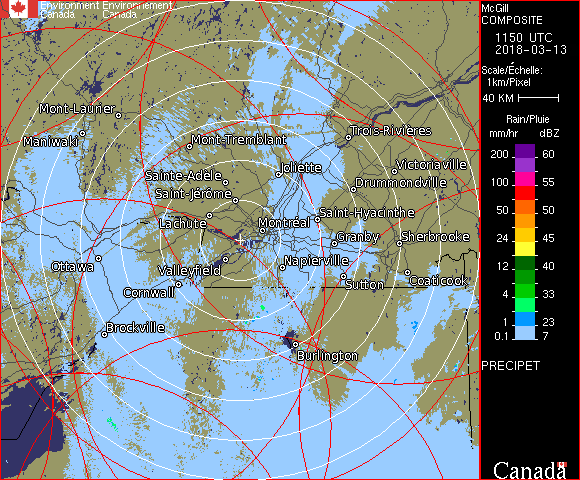 Environment Environnement
Canada Canada
McGill
COMPOSITE
1150 UTC
2018-03-13
Scale/Échelle:
1km/Pixel
40 KM
Rain/Pluie
mm/hr dBZ
200 60
100 55
50 50
24 45
12 40
4 33
1 23
0.1 7
PRECIPET
Canada
Mont-Laurier
Maniwaki
Mont-Tremblant
Trois-Rivières
Joliette
Victoriaville
Sainte-Adèle
Drummondville
Saint-Jérôme
Lachute
Saint-Hyacinthe
Montréal
Granby
Sherbrooke
Ottawa
Valleyfield
Napierville
Cornwall
Sutton
Coaticook
Brockville
Burlington